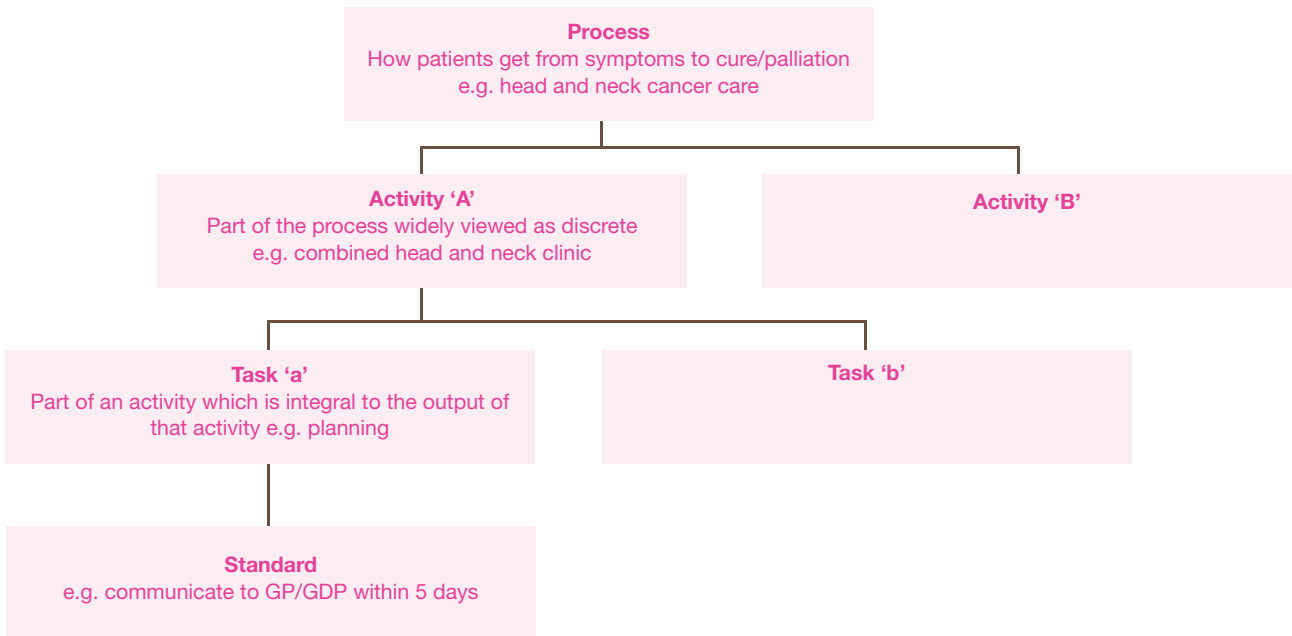 Process
How patients get from symptoms to cure/palliation
e.g. head and neck cancer care
Activity ‘A’
Part of the process widely viewed as discrete
e.g. combined head and neck clinic
Activity ‘B’
Task ‘a’
Part of an activity which is integral to the output of
that activity e.g. planning
Task ‘b’
Standard
e.g. communicate to GP/GDP within 5 days